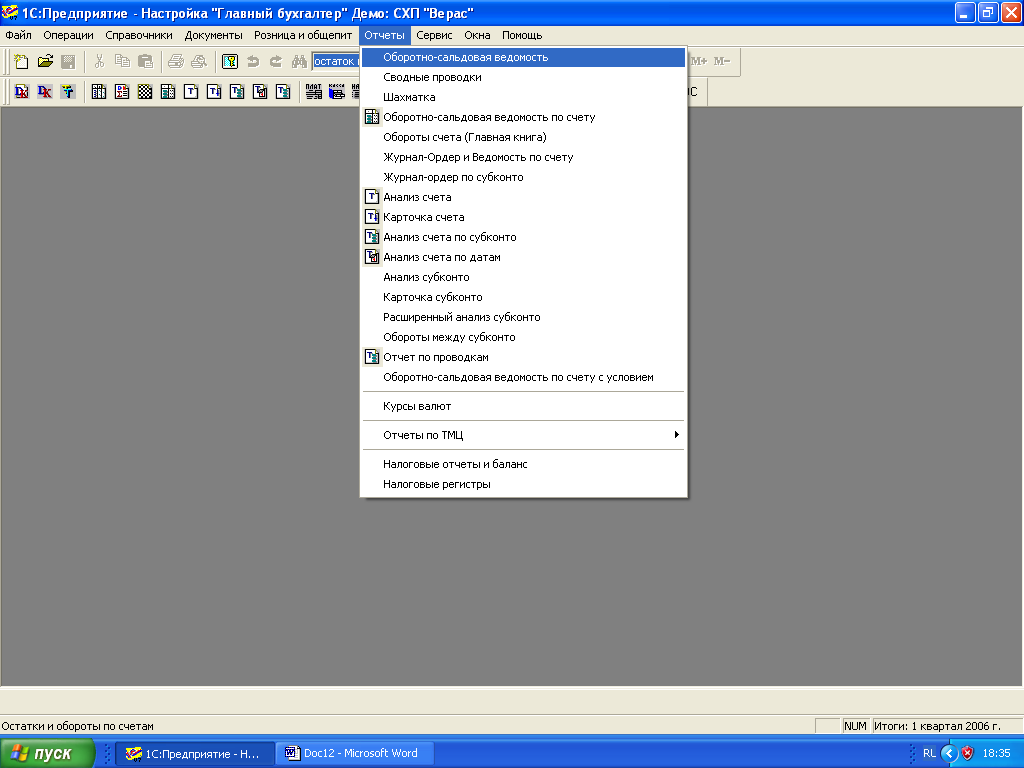 1С:Предприятие - Настройка "Главный бухгалтер" Демо: СХП "Верас"
Файл Операции Справочники Документы Розница и общепит Отчеты Сервис Окна Помощь
остаток M+ M-
Оборотно-сальдовая ведомость
Сводные проводки
Шахматка
Оборотно-сальдовая ведомость по счету
Обороты счета (Главная книга)
Журнал-Ордер и Ведомость по счету
Журнал-ордер по субконто
Анализ счета
Карточка счета
Анализ счета по субконто
Анализ счета по датам
Анализ субконто
Карточка субконто
Расширенный анализ субконто
Обороты между субконто
Отчет по проводкам
Оборотно-сальдовая ведомость по счету с условием
Курсы валют
Отчеты по ТМЦ
Налоговые отчеты и баланс
Налоговые регистры
Остатки и обороты по счетам NUM Итоги: 1 квартал 2006 г.
пуск 1С:Предприятие - Н... Doc12 - Microsoft Word RL 18:35